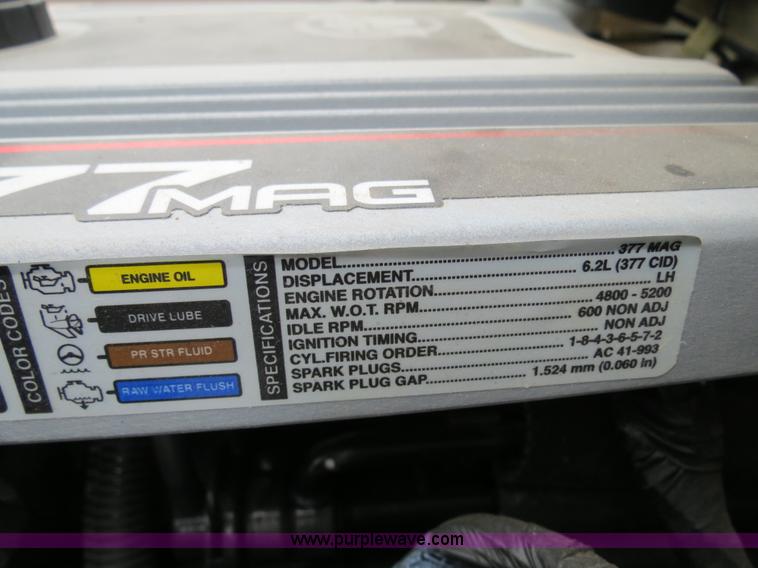 77 MAG
COLOR CODES
ENGINE OIL
DRIVE LUBE
PR STR FLUID
RAW WATER FLUSH
SPECIFICATIONS
MODEL........377 MAG
DISPLACEMENT........6.2L (377 CID)
ENGINE ROTATION........LH
MAX. W.O.T. RPM........4800 - 5200
IDLE RPM........600 NON ADJ
IGNITION TIMING........NON ADJ
CYL.FIRING ORDER........1-8-4-3-6-5-7-2
SPARK PLUGS........AC 41-993
SPARK PLUG GAP........1.524 mm (0.060 in)
www.purplewave.com